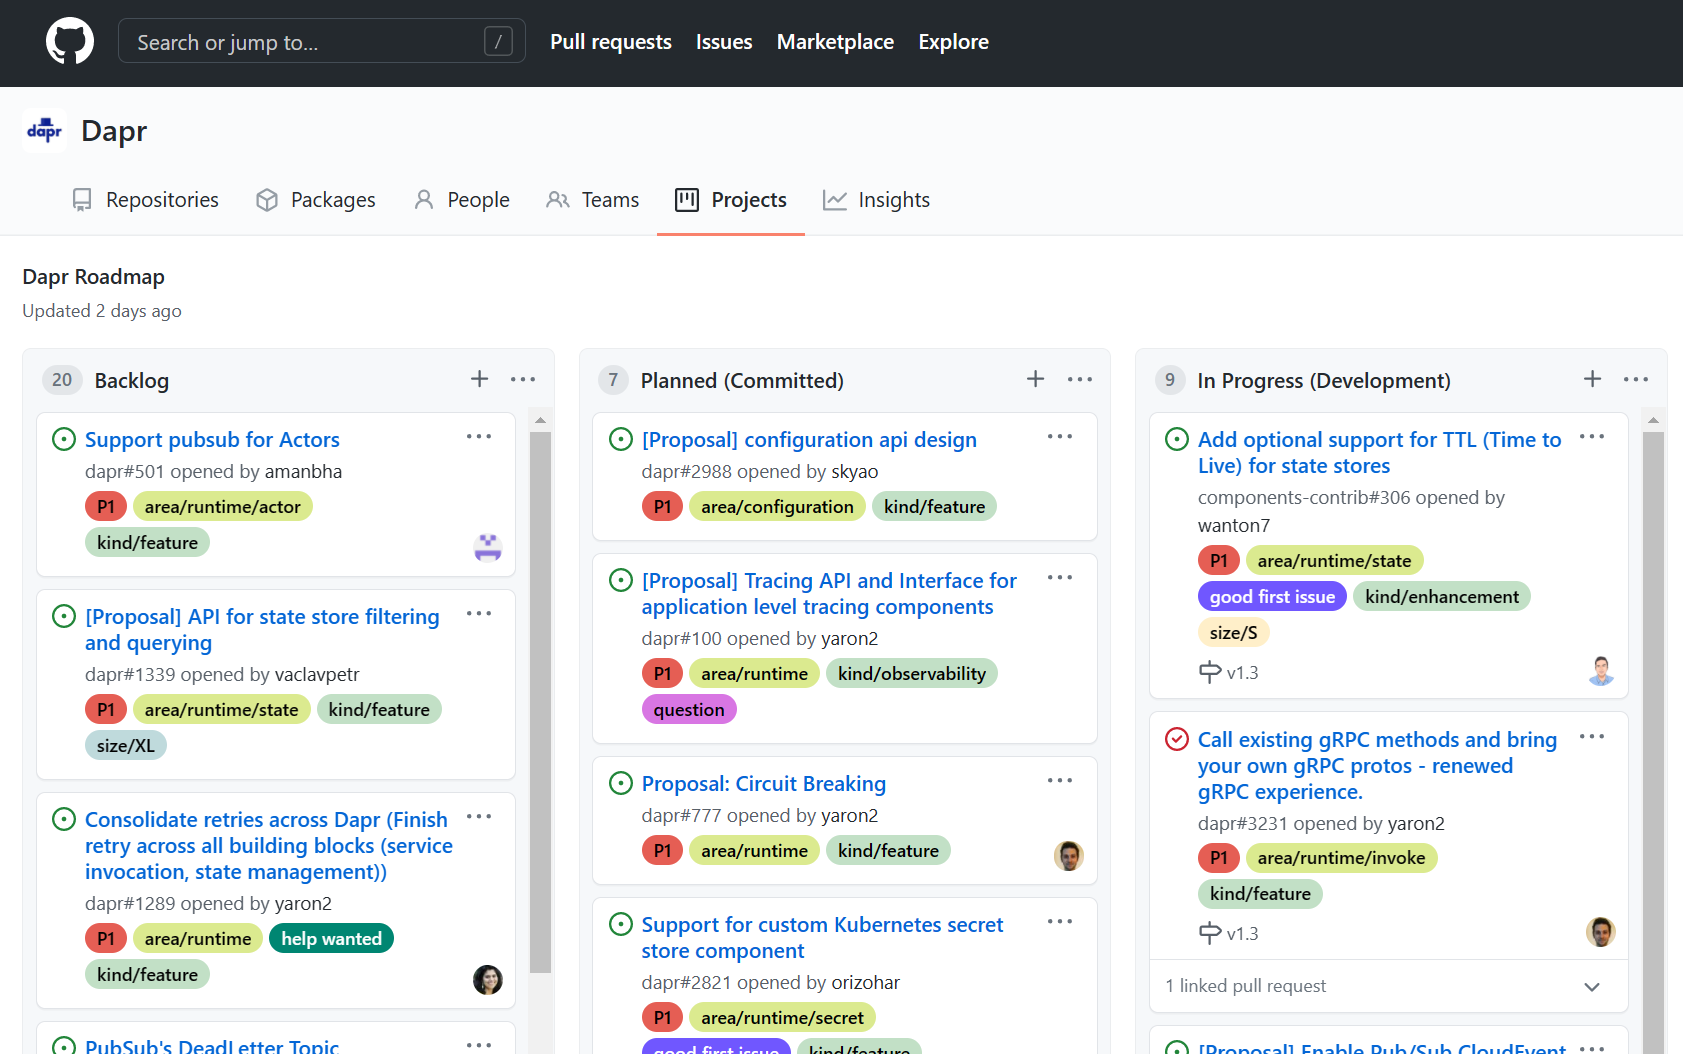 Search or jump to...
/
Pull requests
Issues
Marketplace
Explore
dapr
Dapr
Repositories
Packages
People
Teams
Projects
Insights
Dapr Roadmap
Updated 2 days ago
20 Backlog
Support pubsub for Actors
dapr#501 opened by amanbha
P1 area/runtime/actor
kind/feature
[Proposal] API for state store filtering
and querying
dapr#1339 opened by vaclavpetr
P1 area/runtime/state kind/feature
size/XL
Consolidate retries across Dapr (Finish
retry across all building blocks (service
invocation, state management))
dapr#1289 opened by yaron2
P1 area/runtime help wanted
kind/feature
PubSub's DeadLetter Topic
7 Planned (Committed)
[Proposal] configuration api design
dapr#2988 opened by skyao
P1 area/configuration kind/feature
[Proposal] Tracing API and Interface for
application level tracing components
dapr#100 opened by yaron2
P1 area/runtime kind/observability
question
Proposal: Circuit Breaking
dapr#777 opened by yaron2
P1 area/runtime kind/feature
Support for custom Kubernetes secret
store component
dapr#2821 opened by orizohar
P1 area/runtime/secret
good first issue kind/feature
9 In Progress (Development)
Add optional support for TTL (Time to
Live) for state stores
components-contrib#306 opened by
wanton7
P1 area/runtime/state
good first issue kind/enhancement
size/S
v1.3
Call existing gRPC methods and bring
your own gRPC protos - renewed
gRPC experience.
dapr#3231 opened by yaron2
P1 area/runtime/invoke
kind/feature
v1.3
1 linked pull request
[Proposal] Enable Pub/Sub CloudEvent